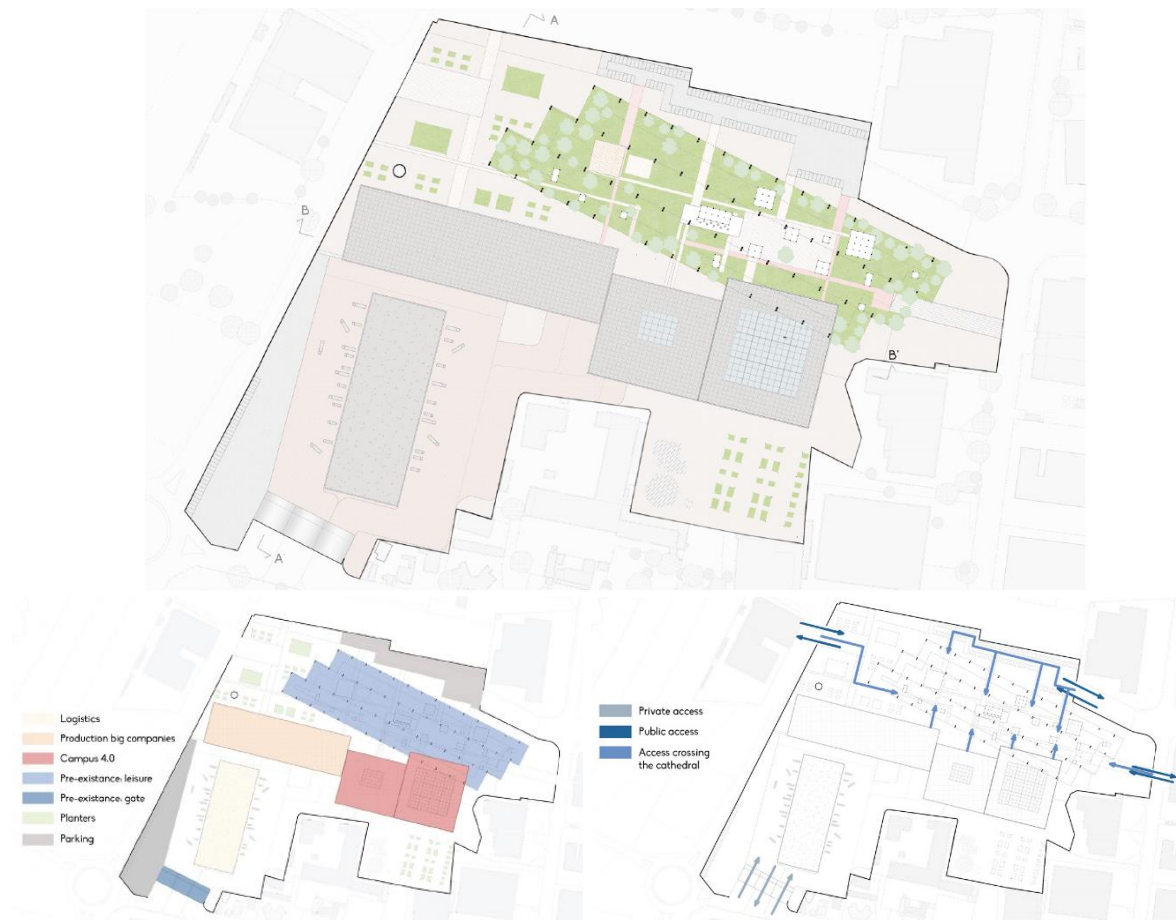 A
B
B'
A
Logistics
Production big companies
Campus 4.0
Pre-existance: leisure
Pre-existance: gate
Planters
Parking
Private access
Public access
Access crossing
the cathedral